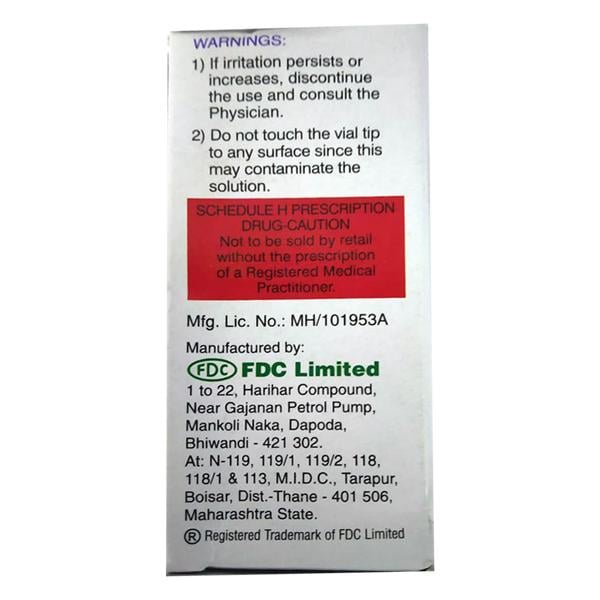 WARNINGS:
1) If irritation persists or
increases, discontinue
the use and consult the
Physician.
2) Do not touch the vial tip
to any surface since this
may contaminate the
solution.
SCHEDULE H PRESCRIPTION
DRUG-CAUTION
Not to be sold by retail
without the prescription
of a Registered Medical
Practitioner.
Mfg. Lic. No.: MH/101953A
Manufactured by:
FDC FDC Limited
1 to 22, Harihar Compound,
Near Gajanan Petrol Pump,
Mankoli Naka, Dapoda,
Bhiwandi - 421 302.
At: N-119, 119/1, 119/2, 118,
118/1 & 113, M.I.D.C., Tarapur,
Boisar, Dist.-Thane - 401 506,
Maharashtra State.
® Registered Trademark of FDC Limited